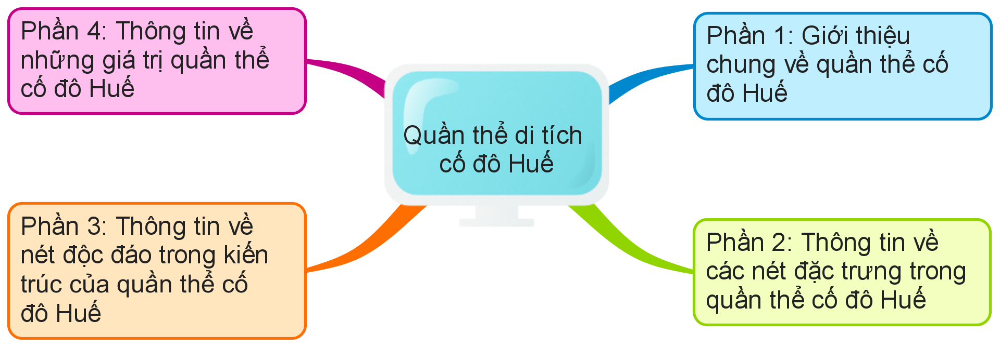 Phần 4: Thông tin về
những giá trị quần thể
cố đô Huế
Phần 1: Giới thiệu
chung về quần thể cố
đô Huế
Quần thể di tích
cố đô Huế
Phần 3: Thông tin về
nét độc đáo trong kiến
trúc của quần thể cố
đô Huế
Phần 2: Thông tin về
các nét đặc trưng trong
quần thể cố đô Huế